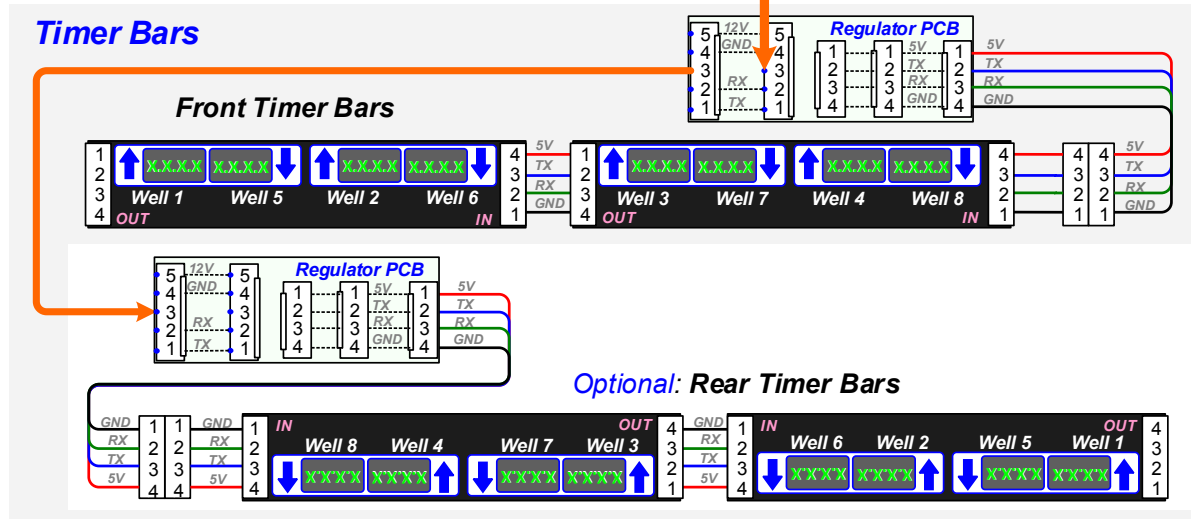 Timer Bars
Regulator PCB
5 12V 5
4 GND 4
3 3
2 RX 2
1 TX 1
1 1 5V 1 5V
2 2 TX 2 TX
3 3 RX 3 RX
4 4 GND 4 GND
Front Timer Bars
1 X.X.X.X X.X.X.X X.X.X.X X.X.X.X 4 5V 1 X.X.X.X X.X.X.X X.X.X.X X.X.X.X 4 4 4 5V
2 3 TX 2 3 3 3 TX
3 Well 1 Well 5 Well 2 Well 6 2 RX 3 Well 3 Well 7 Well 4 Well 8 2 2 2 RX
4 OUT IN 1 GND 4 OUT IN 1 1 1 GND
Regulator PCB
5 12V 5
4 GND 4
3 3
2 RX 2
1 TX 1
1 1 5V 1 5V
2 2 TX 2 TX
3 3 RX 3 RX
4 4 GND 4 GND
Optional: Rear Timer Bars
GND 1 1 GND 1 IN OUT 4 GND 1 IN OUT 4
RX 2 2 RX 2 Well 8 Well 4 Well 7 Well 3 3 RX 2 Well 6 Well 2 Well 5 Well 1 3
TX 3 3 TX 3 2 TX 3 2
5V 4 4 5V 4 X.X.X.X X.X.X.X X.X.X.X X.X.X.X 1 5V 4 X.X.X.X X.X.X.X X.X.X.X X.X.X.X 1